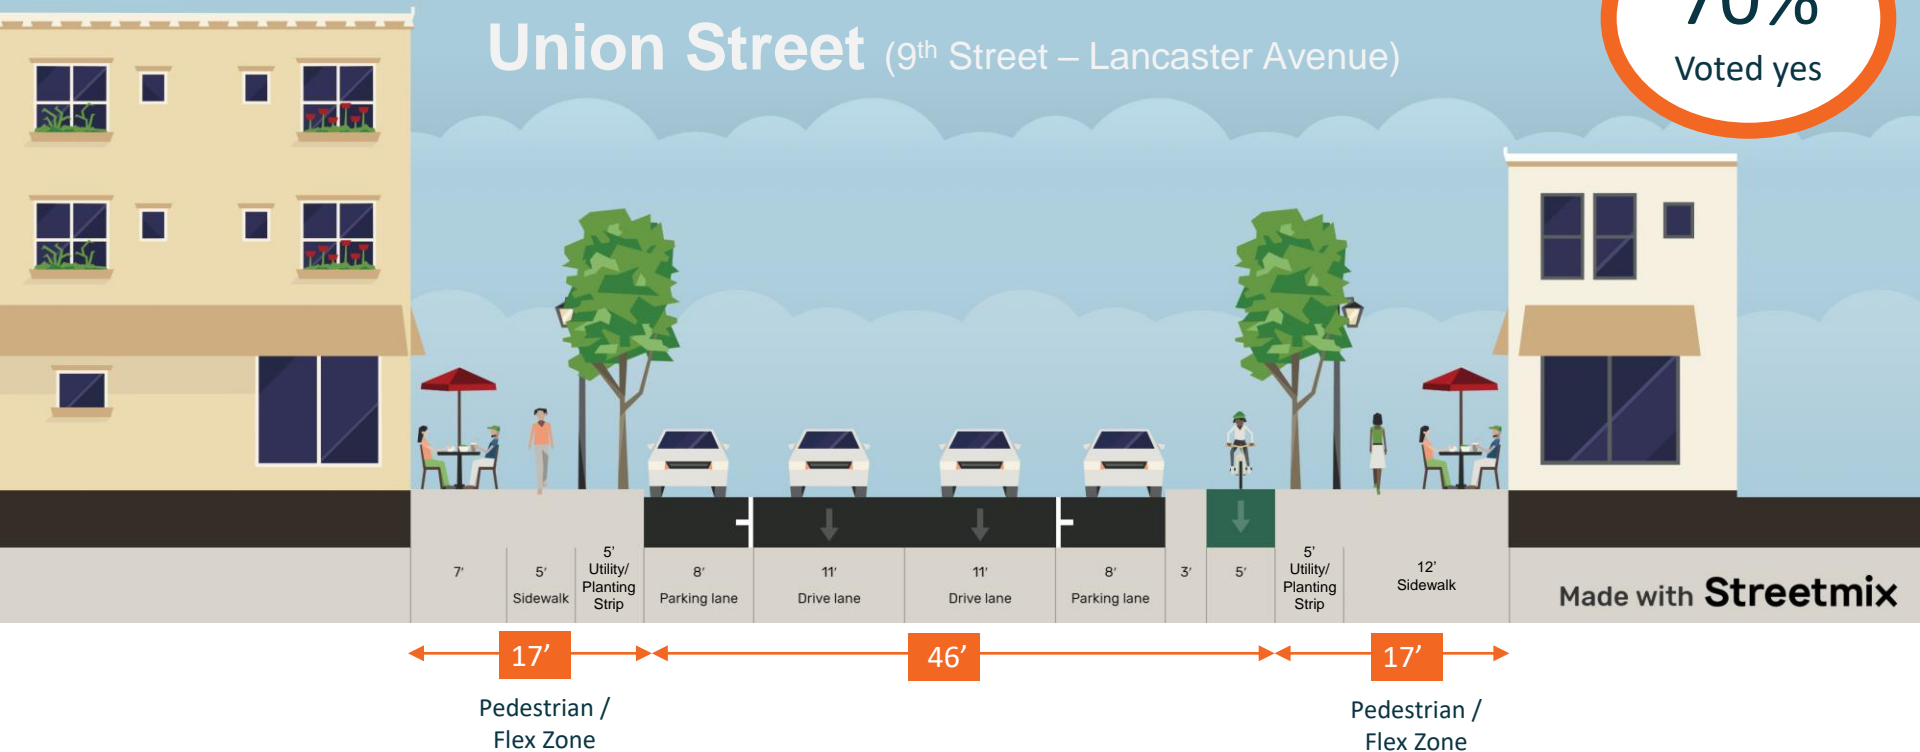 Union Street (9th Street – Lancaster Avenue)
70%
Voted yes
7′
5′
Sidewalk
5’
Utility/
Planting
Strip
8′
Parking lane
11′
Drive lane
11′
Drive lane
8′
Parking lane
3′
5′
5’
Utility/
Planting
Strip
12’
Sidewalk
Made with Streetmix
17’
46’
17’
Pedestrian /
Flex Zone
Pedestrian /
Flex Zone